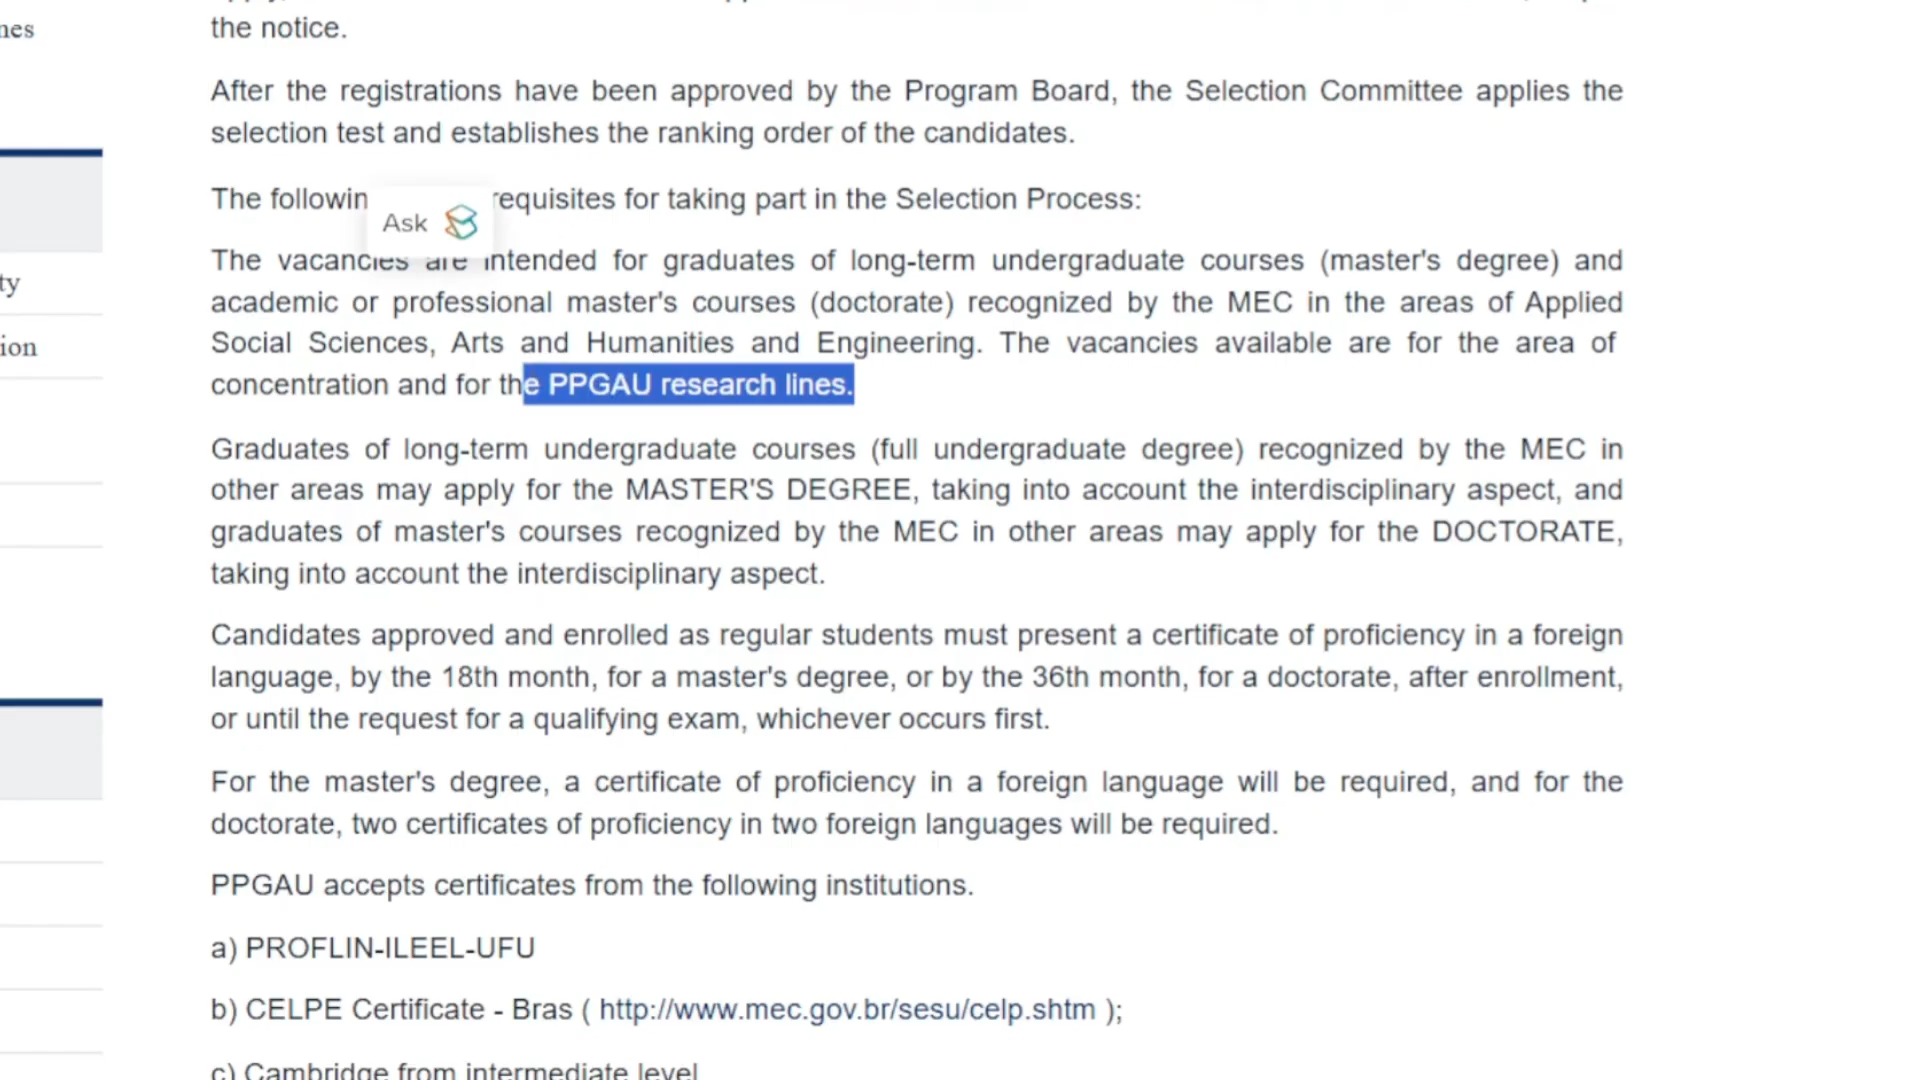 nes
the notice.
After the registrations have been approved by the Program Board, the Selection Committee applies the
selection test and establishes the ranking order of the candidates.
The followin requisites for taking part in the Selection Process:
Ask
The vacancies are intended for graduates of long-term undergraduate courses (master's degree) and
ty
academic or professional master's courses (doctorate) recognized by the MEC in the areas of Applied
Social Sciences, Arts and Humanities and Engineering. The vacancies available are for the area of
ion
concentration and for the PPGAU research lines.
Graduates of long-term undergraduate courses (full undergraduate degree) recognized by the MEC in
other areas may apply for the MASTER'S DEGREE, taking into account the interdisciplinary aspect, and
graduates of master's courses recognized by the MEC in other areas may apply for the DOCTORATE,
taking into account the interdisciplinary aspect.
Candidates approved and enrolled as regular students must present a certificate of proficiency in a foreign
language, by the 18th month, for a master's degree, or by the 36th month, for a doctorate, after enrollment,
or until the request for a qualifying exam, whichever occurs first.
For the master's degree, a certificate of proficiency in a foreign language will be required, and for the
doctorate, two certificates of proficiency in two foreign languages will be required.
PPGAU accepts certificates from the following institutions.
a) PROFLIN-ILEEL-UFU
b) CELPE Certificate - Bras ( http://www.mec.gov.br/sesu/celp.shtm );
c) Cambridge from intermediate level